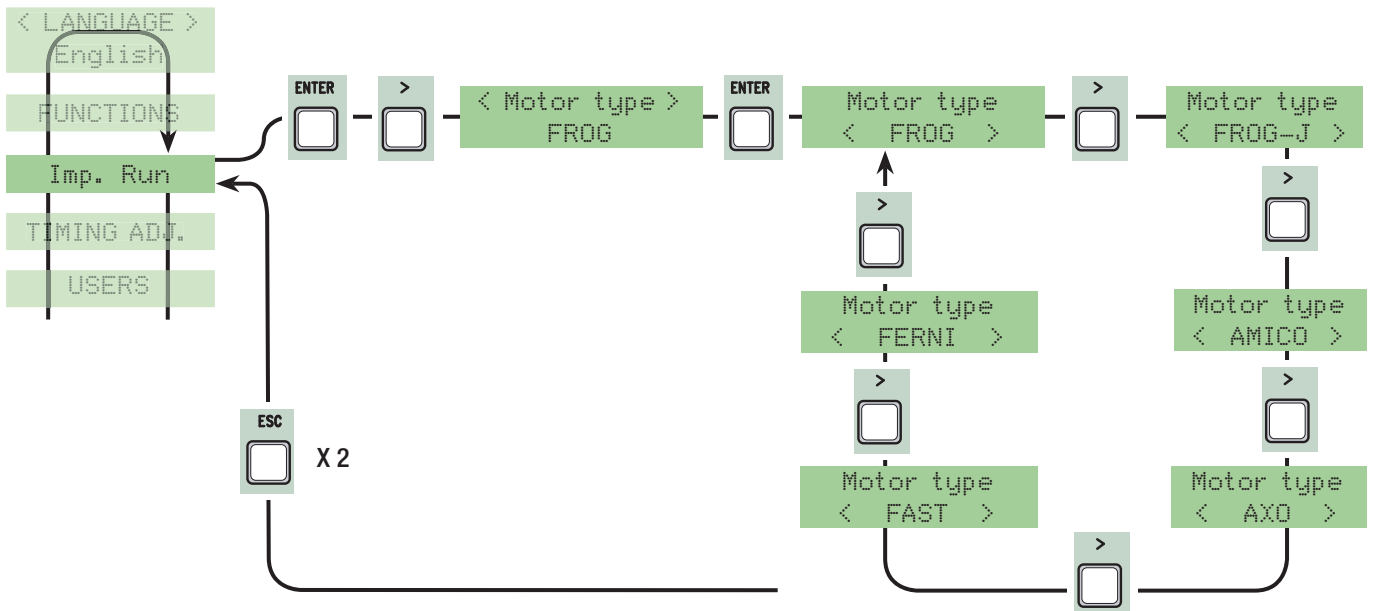 < LANGUAGE >
English
FUNCTIONS
Imp. Run
TIMING ADJ.
USERS
ENTER
>
< Motor type >
FROG
ENTER
Motor type
< FROG >
>
Motor type
< FROG-J >
>
Motor type
< AMICO >
>
Motor type
< AXO >
>
Motor type
< FAST >
>
Motor type
< FERNI >
>
ESC
X 2